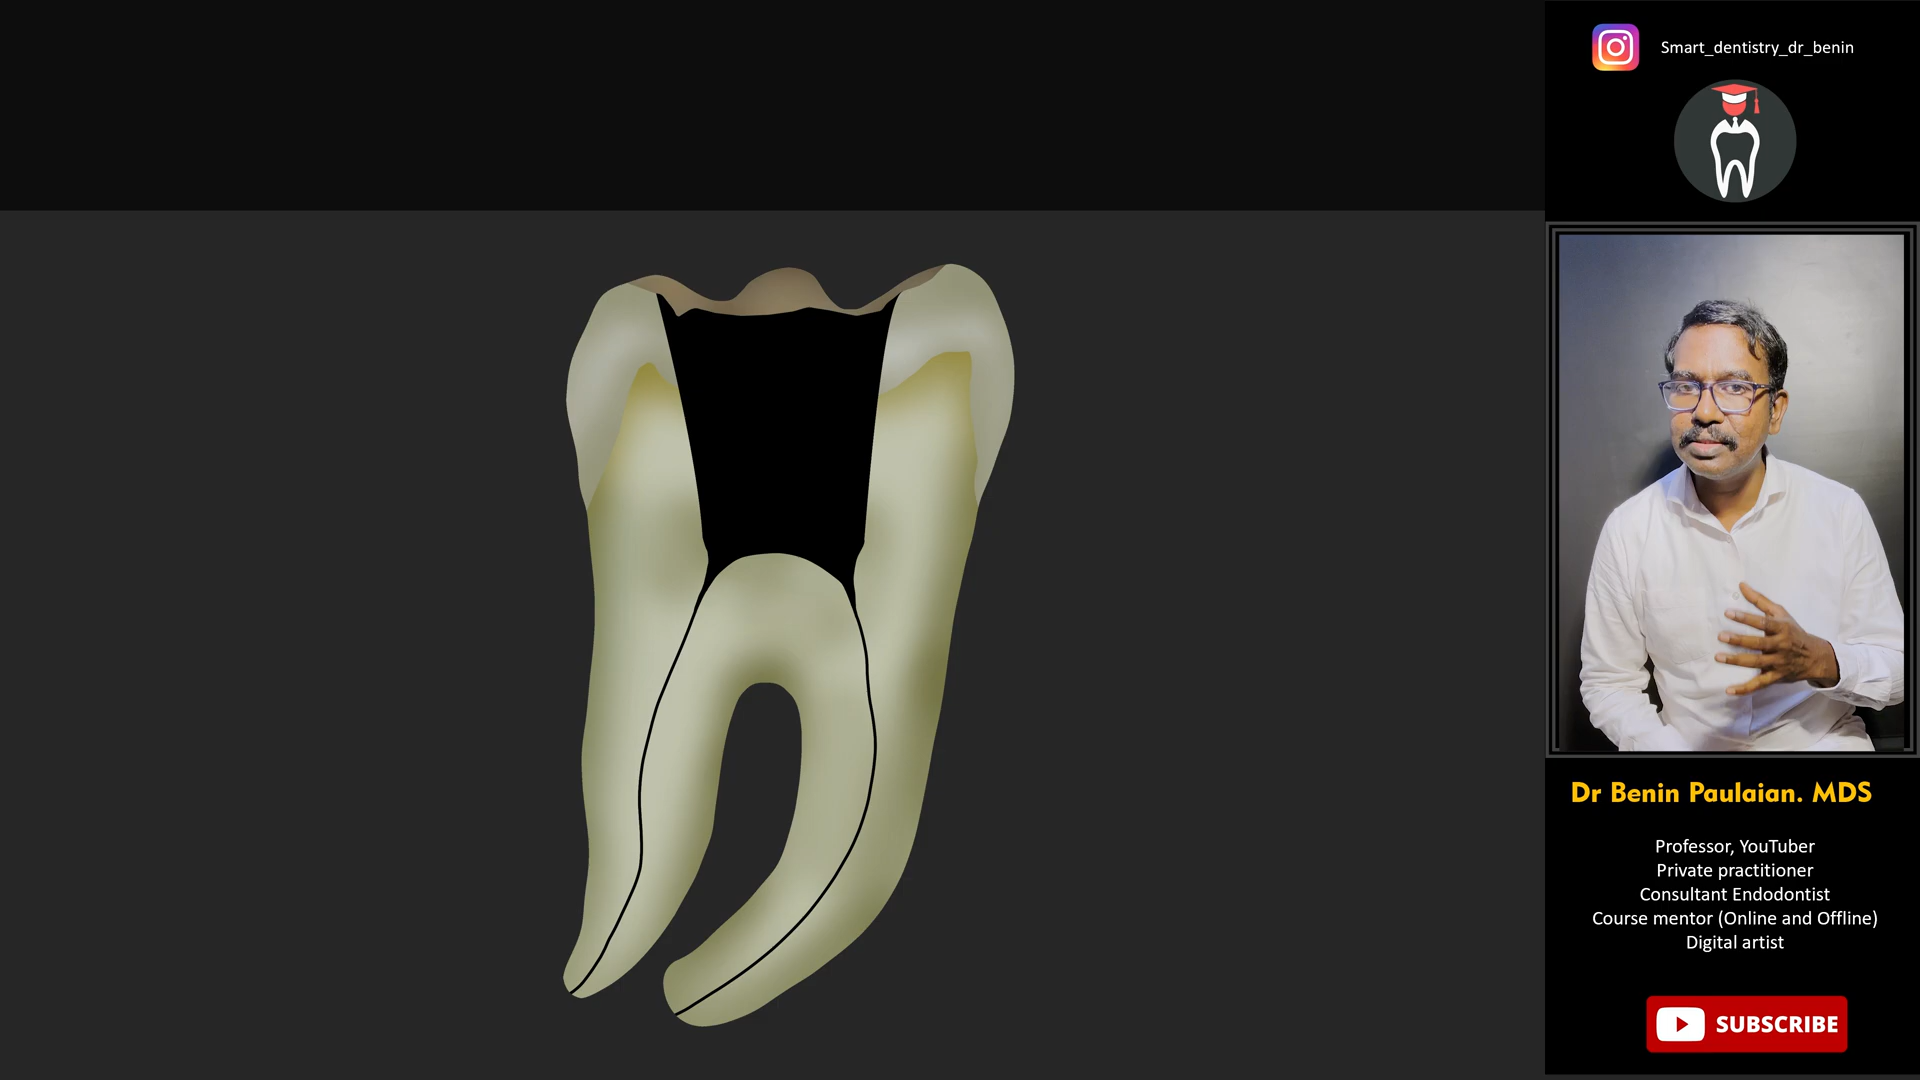 Smart_dentistry_dr_benin
Dr Benin Paulaian. MDS
Professor, YouTuber
Private practitioner
Consultant Endodontist
Course mentor (Online and Offline)
Digital artist
SUBSCRIBE